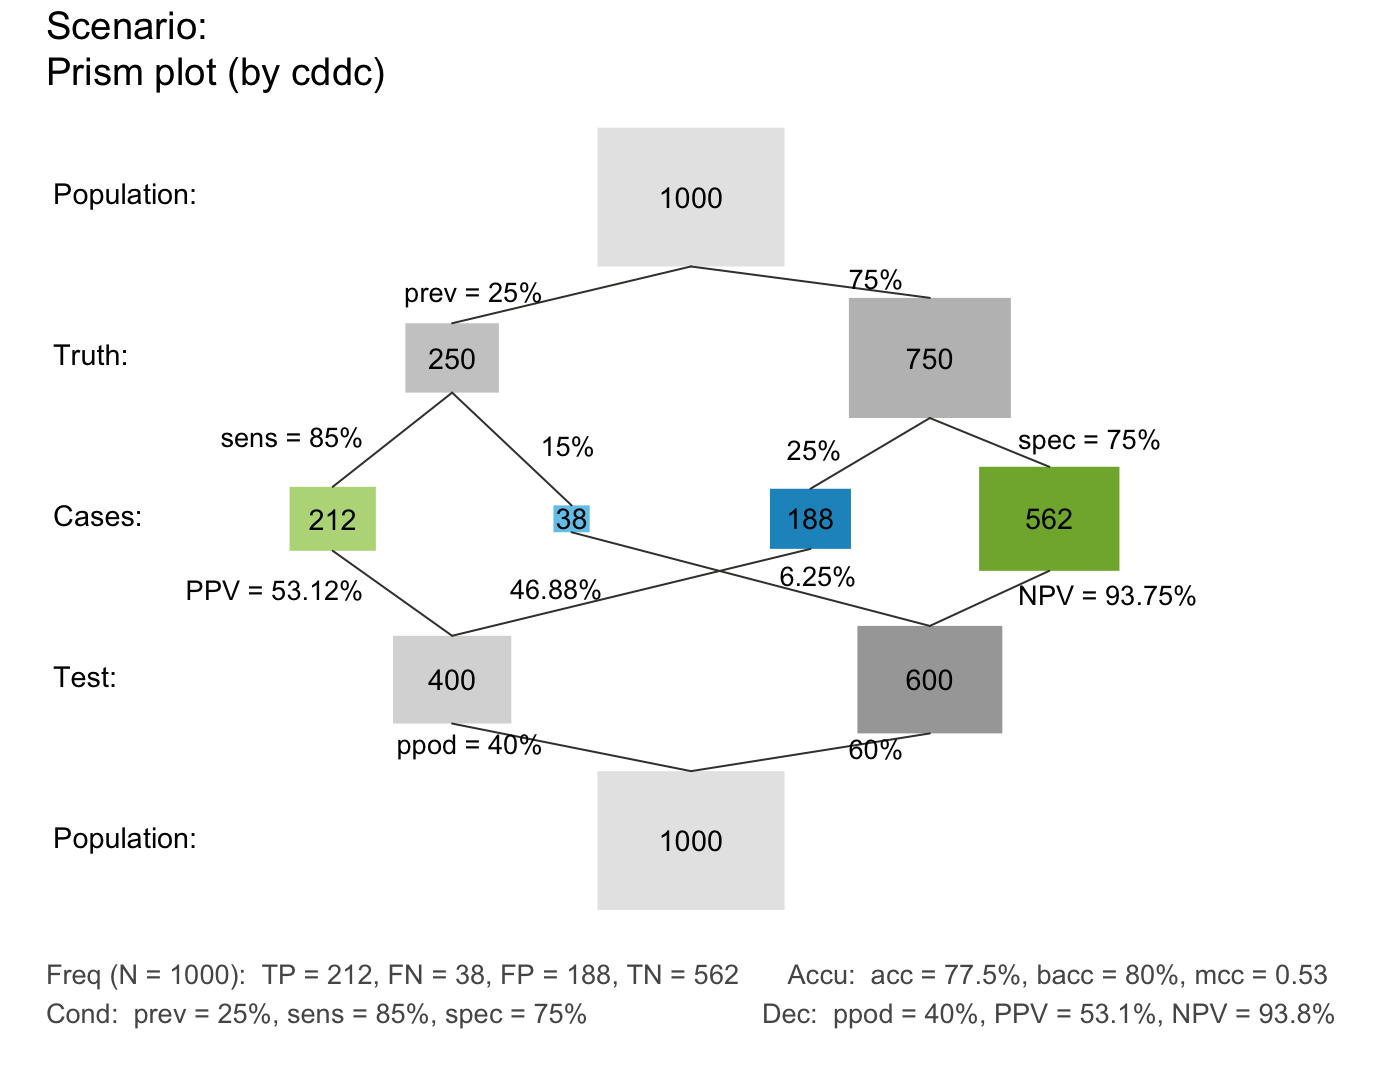 Scenario:
Prism plot (by cddc)
Population:
1000
prev = 25%
75%
Truth:
250
750
sens = 85%
15%
25%
spec = 75%
Cases:
212
38
188
562
PPV = 53.12%
46.88%
6.25%
NPV = 93.75%
Test:
400
600
ppod = 40%
60%
Population:
1000
Freq (N = 1000):  TP = 212, FN = 38, FP = 188, TN = 562
Accu:  acc = 77.5%, bacc = 80%, mcc = 0.53
Cond:  prev = 25%, sens = 85%, spec = 75%
Dec:  ppod = 40%, PPV = 53.1%, NPV = 93.8%